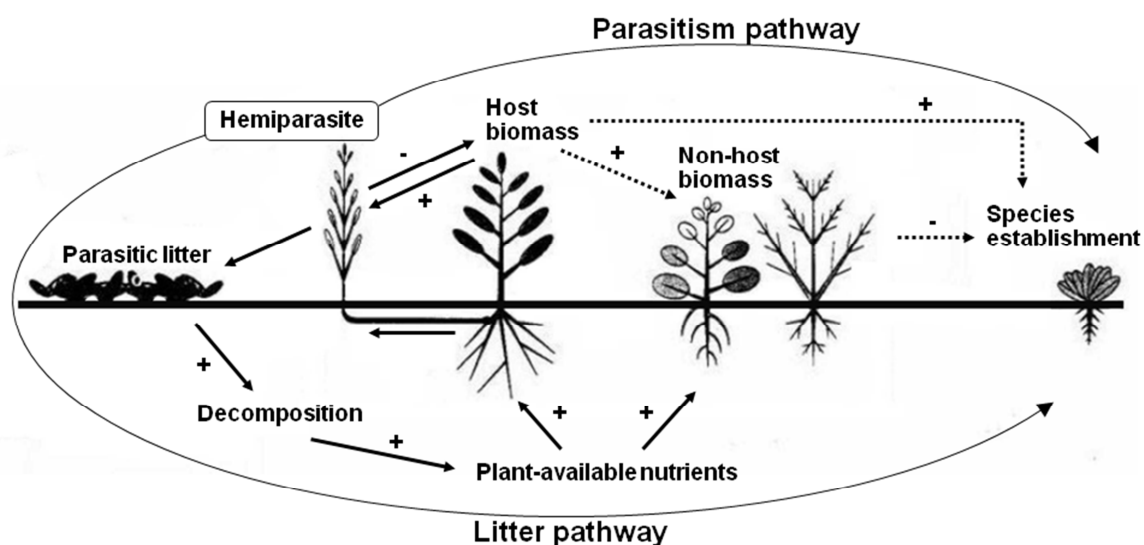 Parasitism pathway
Hemiparasite
Host
biomass
+
-
+
+
Non-host
biomass
Parasitic litter
-
Species
establishment
+
Decomposition
+
+
+
Plant-available nutrients
Litter pathway